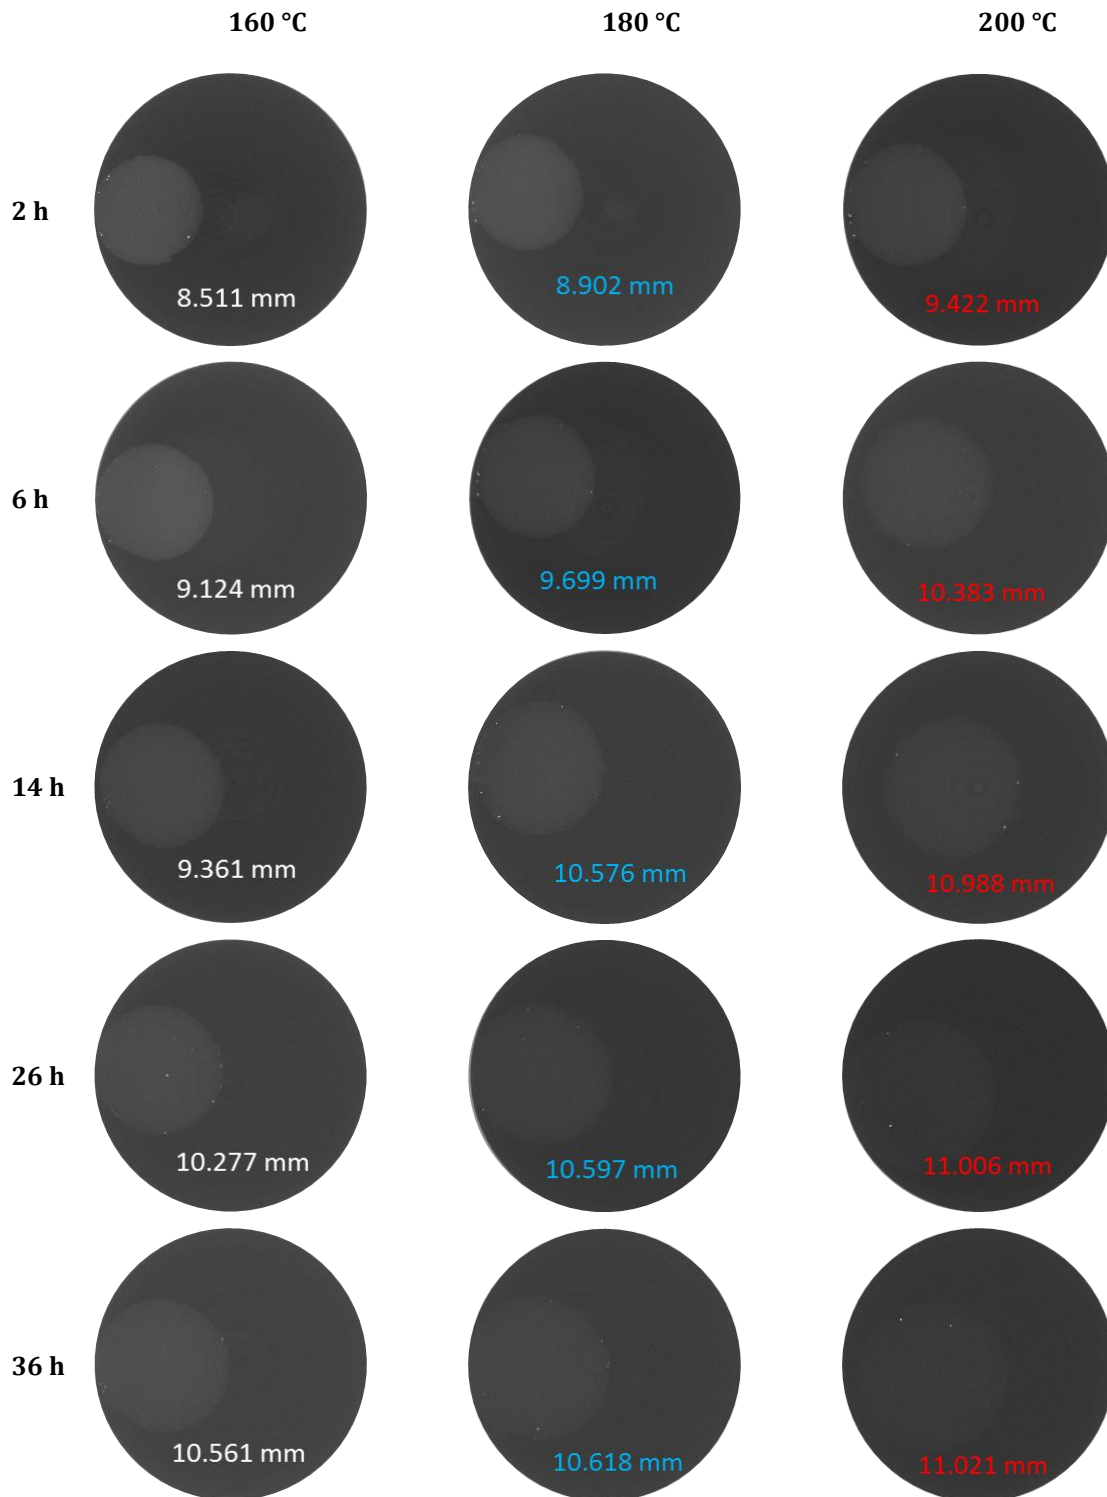 160 °C 180 °C 200 °C
2 h
8.511 mm 8.902 mm 9.422 mm
6 h
9.124 mm 9.699 mm 10.383 mm
14 h
9.361 mm 10.576 mm 10.988 mm
26 h
10.277 mm 10.597 mm 11.006 mm
36 h
10.561 mm 10.618 mm 11.021 mm